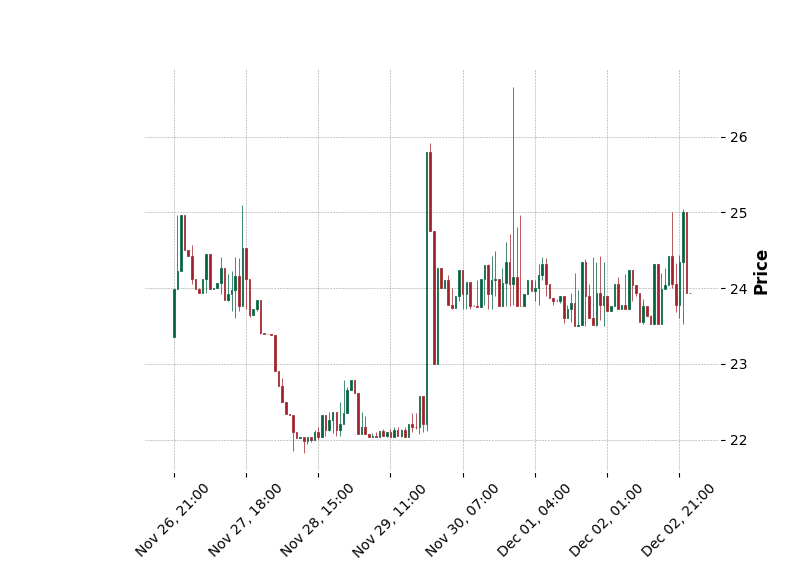 26
25
24
23
22
Price
Nov 26, 21:00
Nov 27, 18:00
Nov 28, 15:00
Nov 29, 11:00
Nov 30, 07:00
Dec 01, 04:00
Dec 02, 01:00
Dec 02, 21:00